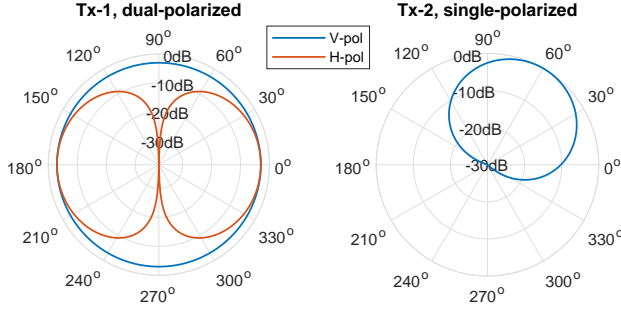 Tx-1, dual-polarized
V-pol
H-pol
Tx-2, single-polarized
90°
120°
60°
150°
30°
180°
0°
210°
330°
240°
300°
270°
0dB
-10dB
-20dB
-30dB
90°
120°
60°
150°
30°
180°
0°
210°
330°
240°
300°
270°
0dB
-10dB
-20dB
-30dB